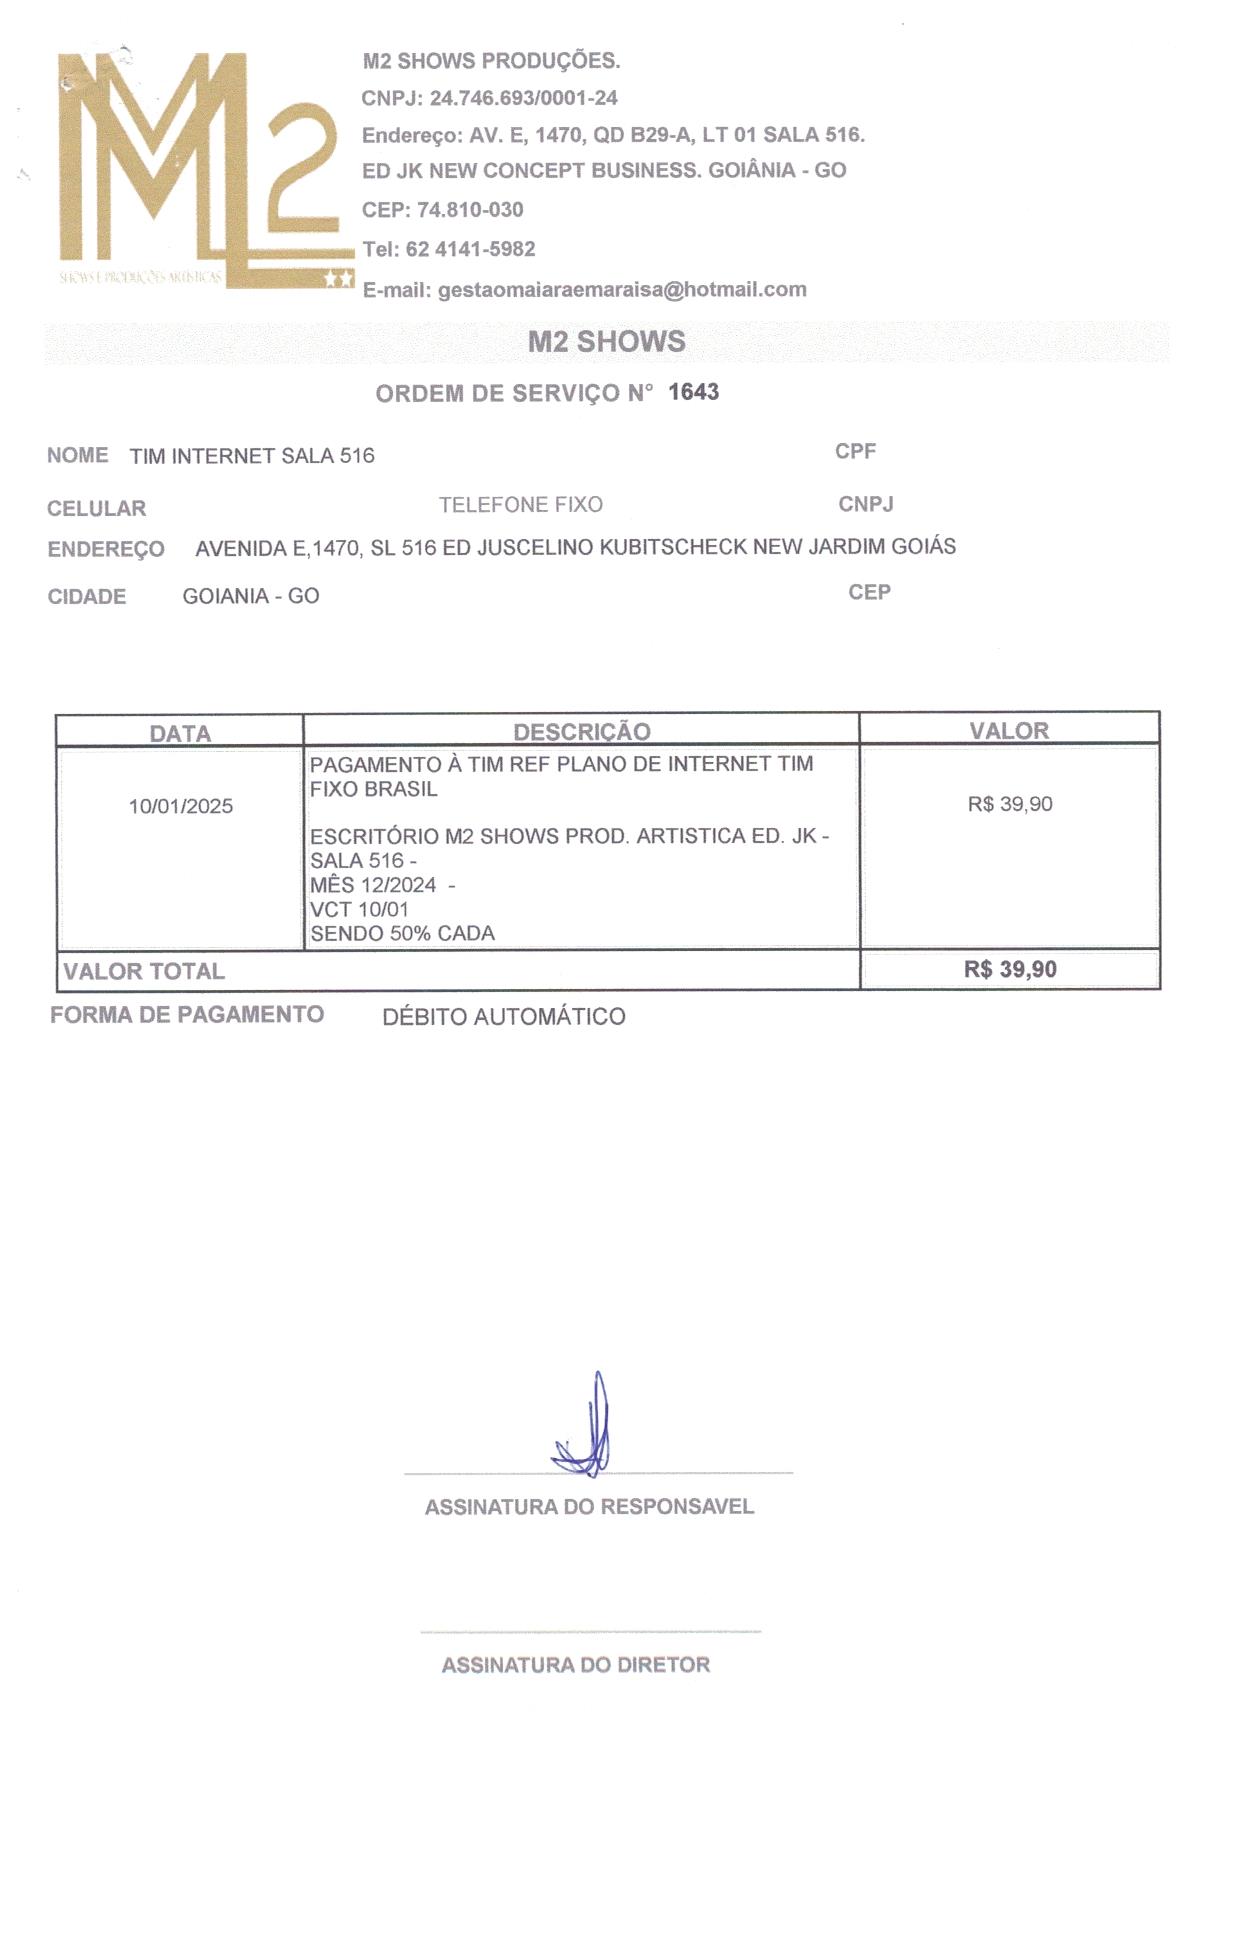 M2
SHOWS E PRODUÇÕES ARTÍSTICAS
M2 SHOWS PRODUÇÕES.
CNPJ: 24.746.693/0001-24
Endereço: AV. E, 1470, QD B29-A, LT 01 SALA 516.
ED JK NEW CONCEPT BUSINESS. GOIÂNIA - GO
CEP: 74.810-030
Tel: 62 4141-5982
E-mail: gestaomaiaraemaraisa@hotmail.com
M2 SHOWS
ORDEM DE SERVIÇO N° 1643
NOME TIM INTERNET SALA 516 CPF
CELULAR TELEFONE FIXO CNPJ
ENDEREÇO AVENIDA E,1470, SL 516 ED JUSCELINO KUBITSCHECK NEW JARDIM GOIÁS
CIDADE GOIANIA - GO CEP
DATA DESCRIÇÃO VALOR
PAGAMENTO À TIM REF PLANO DE INTERNET TIM
FIXO BRASIL
10/01/2025 R$ 39,90
ESCRITÓRIO M2 SHOWS PROD. ARTISTICA ED. JK -
SALA 516 -
MÊS 12/2024 -
VCT 10/01
SENDO 50% CADA
VALOR TOTAL R$ 39,90
FORMA DE PAGAMENTO DÉBITO AUTOMÁTICO
ASSINATURA DO RESPONSAVEL
ASSINATURA DO DIRETOR